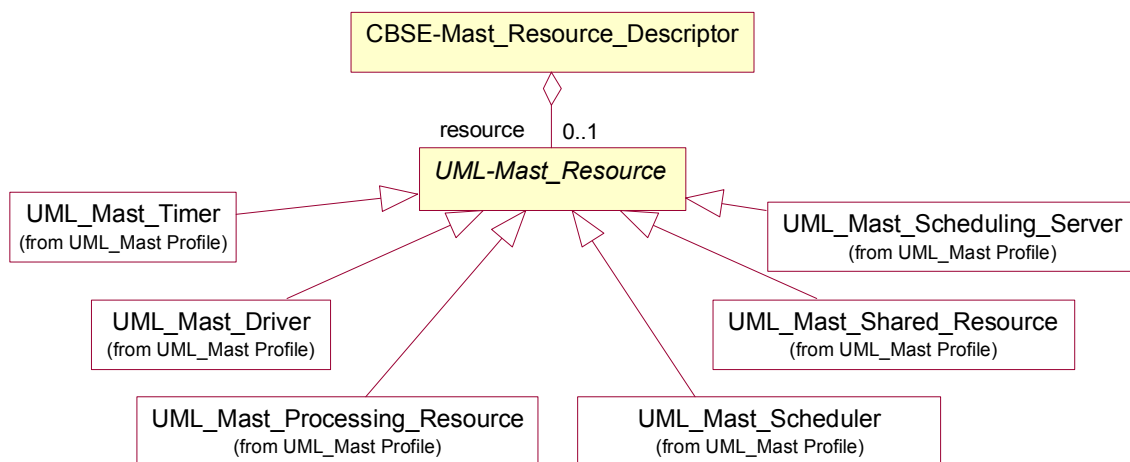 CBSE-Mast_Resource_Descriptor
resource
0..1
UML-Mast_Resource
UML_Mast_Timer
(from UML_Mast Profile)
UML_Mast_Scheduling_Server
(from UML_Mast Profile)
UML_Mast_Driver
(from UML_Mast Profile)
UML_Mast_Shared_Resource
(from UML_Mast Profile)
UML_Mast_Processing_Resource
(from UML_Mast Profile)
UML_Mast_Scheduler
(from UML_Mast Profile)